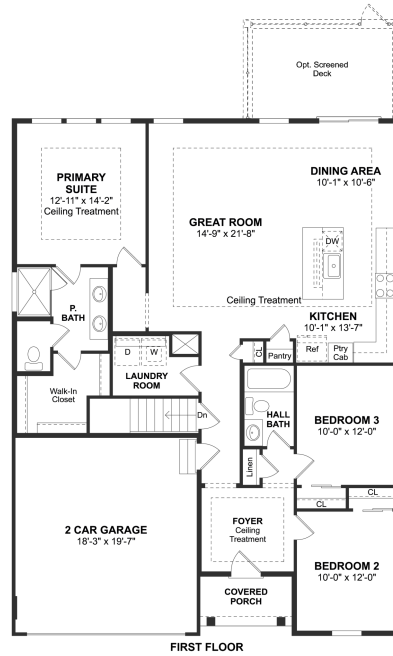 Opt. Screened
Deck
PRIMARY
SUITE
12'-11" x 14'-2"
Ceiling Treatment
DINING AREA
10'-1" x 10'-6"
GREAT ROOM
14'-9" x 21'-8"
DW
Ceiling Treatment
P.
BATH
KITCHEN
10'-1" x 13'-7"
D
W
LAUNDRY
ROOM
CL
Pantry
Ref
Ptry
Cab
Walk-In
Closet
Dn
HALL
BATH
BEDROOM 3
10'-0" x 12'-0"
Linen
CL
CL
2 CAR GARAGE
18'-3" x 19'-7"
FOYER
Ceiling
Treatment
BEDROOM 2
10'-0" x 12'-0"
COVERED
PORCH
FIRST FLOOR